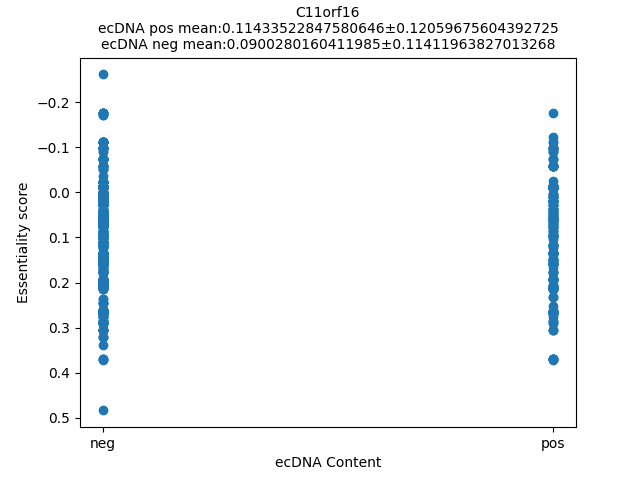 C11orf16
ecDNA pos mean:0.11433522847580646±0.12059675604392725
ecDNA neg mean:0.0900280160411985±0.11411963827013268
−0.2
−0.1
0.0
0.1
0.2
0.3
0.4
0.5
Essentiality score
neg
pos
ecDNA Content